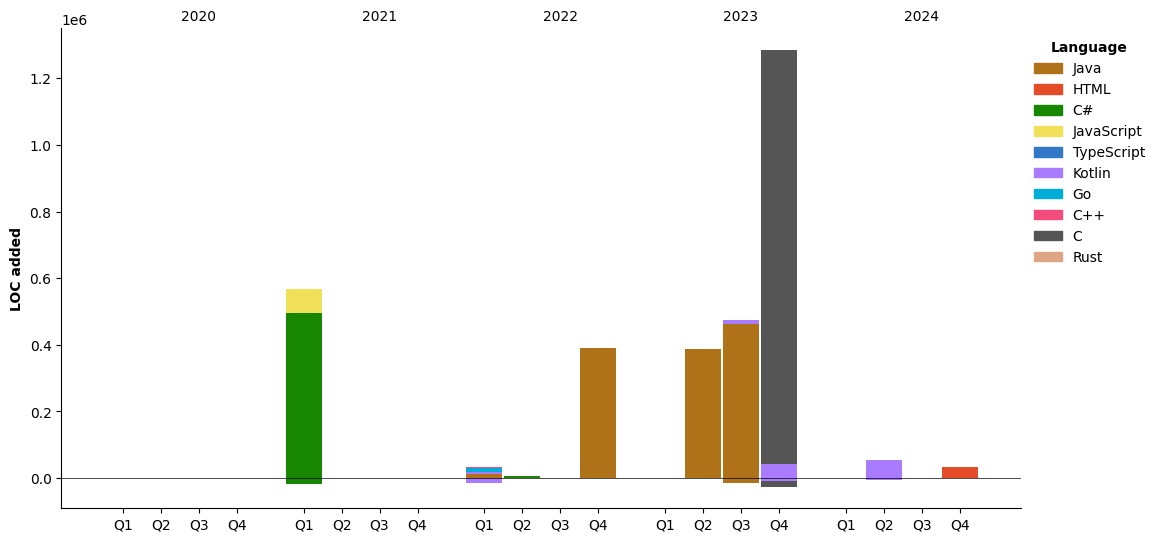 2020 2021 2022 2023 2024
1e6
Language
Java
HTML
C#
JavaScript
TypeScript
Kotlin
Go
C++
C
Rust
LOC added
1.2
1.0
0.8
0.6
0.4
0.2
0.0
Q1 Q2 Q3 Q4 Q1 Q2 Q3 Q4 Q1 Q2 Q3 Q4 Q1 Q2 Q3 Q4 Q1 Q2 Q3 Q4